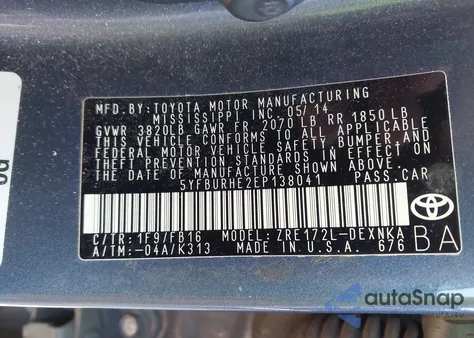 MFD. BY: TOYOTA MOTOR MANUFACTURING
MISSISSIPPI, INC. 05/14
GVWR 3820LB GAWR FR 2070 LB RR 1850 LB
THIS VEHICLE CONFORMS TO ALL APPLICABLE
FEDERAL MOTOR VEHICLE SAFETY, BUMPER, AND
THEFT PREVENTION STANDARDS IN EFFECT ON
THE DATE OF MANUFACTURE SHOWN ABOVE.
5YFBURHE2EP138041 PASS.CAR
C/TR: 1F9/FB16 MODEL: ZRE172L-DEXNKA
A/TM: -04A/K313 MADE IN U.S.A. 676
TOYOTA
BA
autoSnap